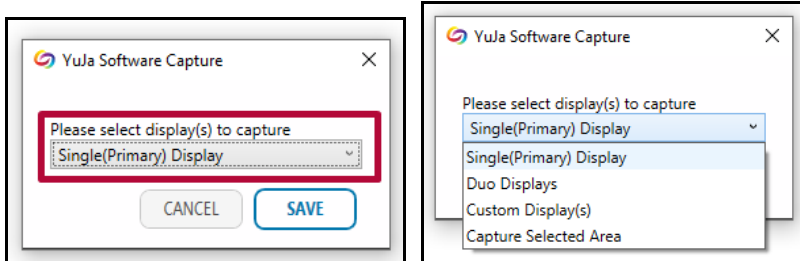 YuJa Software Capture
Please select display(s) to capture
Single(Primary) Display
CANCEL
SAVE
YuJa Software Capture
Please select display(s) to capture
Single(Primary) Display
Single(Primary) Display
Duo Displays
Custom Display(s)
Capture Selected Area